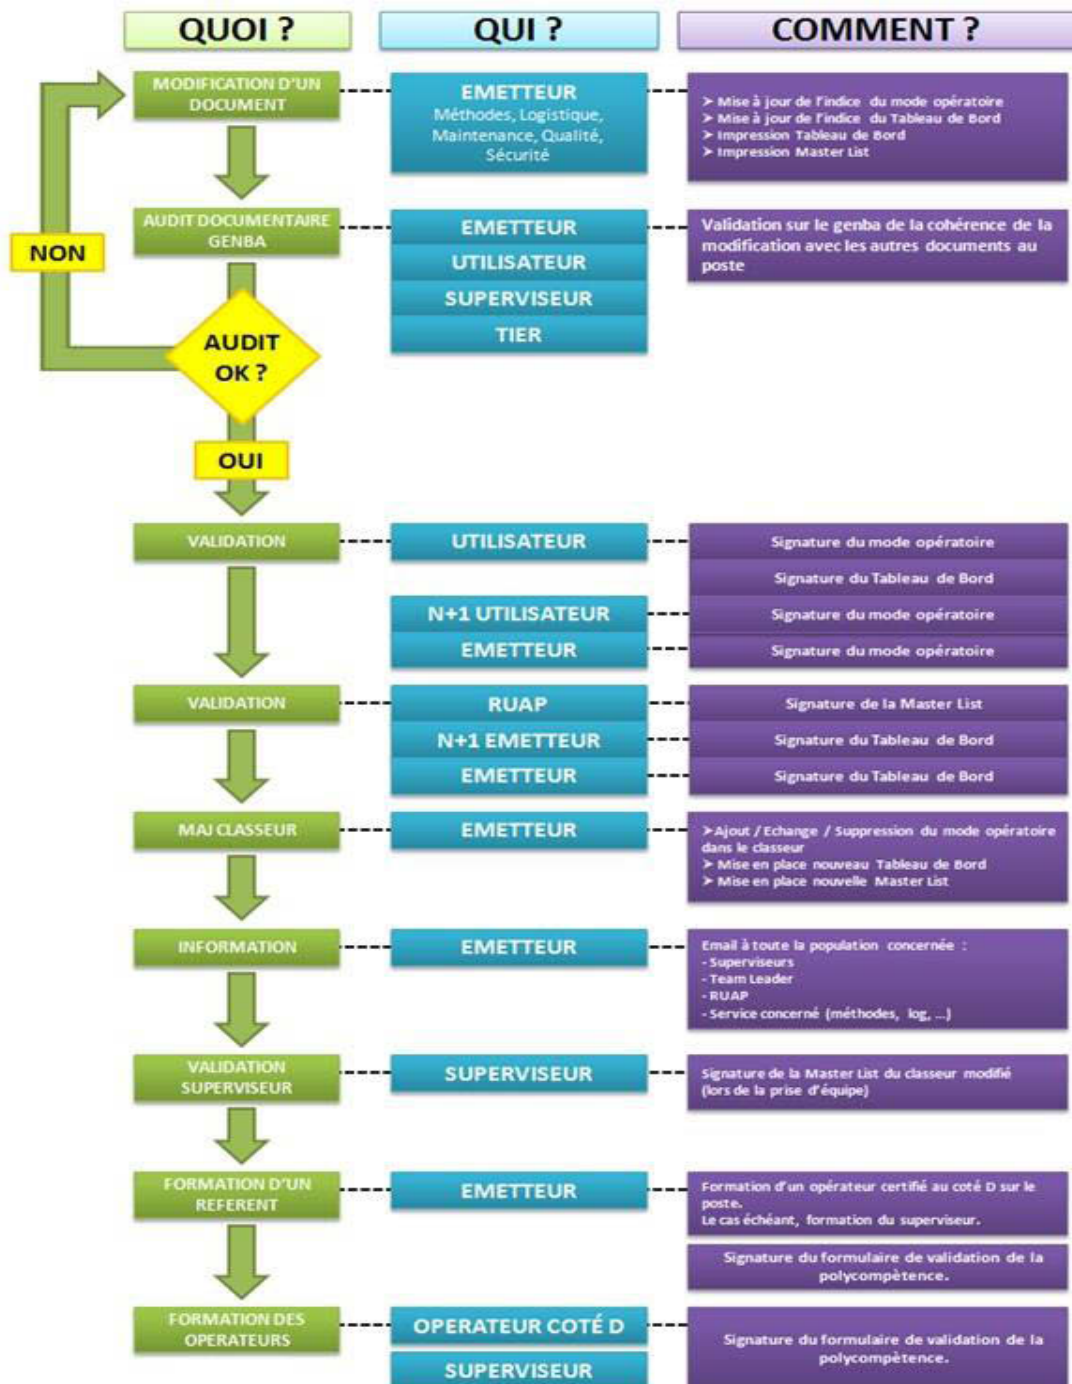 QUOI ?
QUI ?
COMMENT ?
MODIFICATION D'UN
DOCUMENT
EMETTEUR
Méthodes, Logistique,
Maintenance, Qualité,
Sécurité
➤ Mise à jour de l'indice du mode opératoire
➤ Mise à jour de l'indice du Tableau de Bord
➤ Impression Tableau de Bord
➤ Impression Master List
AUDIT DOCUMENTAIRE
GENBA
EMETTEUR
UTILISATEUR
SUPERVISEUR
TIER
Validation sur le genba de la cohérence de la
modification avec les autres documents au
poste
NON
AUDIT
OK ?
OUI
VALIDATION
UTILISATEUR
Signature du mode opératoire
Signature du Tableau de Bord
N+1 UTILISATEUR
Signature du mode opératoire
EMETTEUR
Signature du mode opératoire
VALIDATION
RUAP
Signature de la Master List
N+1 EMETTEUR
Signature du Tableau de Bord
EMETTEUR
Signature du Tableau de Bord
MAJ CLASSEUR
EMETTEUR
➤Ajout / Echange / Suppression du mode opératoire
dans le classeur
➤ Mise en place nouveau Tableau de Bord
➤ Mise en place nouvelle Master List
INFORMATION
EMETTEUR
Email à toute la population concernée :
- Superviseurs
- Team Leader
- RUAP
- Service concerné (méthodes, log, ...)
VALIDATION
SUPERVISEUR
SUPERVISEUR
Signature de la Master List du classeur modifié
(lors de la prise d'équipe)
FORMATION D'UN
REFERENT
EMETTEUR
Formation d'un opérateur certifié au coté D sur le
poste.
Le cas échéant, formation du superviseur.
Signature du formulaire de validation de la
polycompètence.
FORMATION DES
OPERATEURS
OPERATEUR COTÉ D
SUPERVISEUR
Signature du formulaire de validation de la
polycompètence.